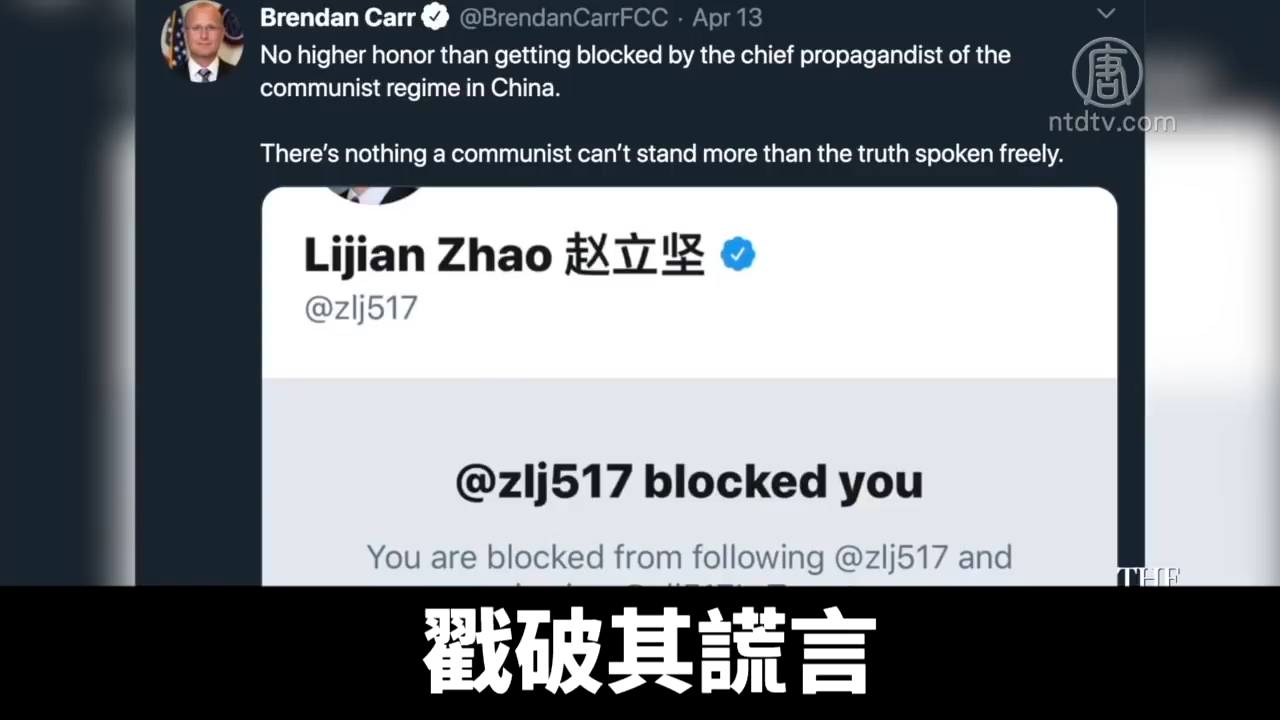 Brendan Carr @BrendanCarrFCC · Apr 13
No higher honor than getting blocked by the chief propagandist of the
communist regime in China.
There's nothing a communist can't stand more than the truth spoken freely.
唐
ntdtv.com
Lijian Zhao 赵立坚
@zlj517
@zlj517 blocked you
You are blocked from following @zlj517 and
THE
戳破其謊言